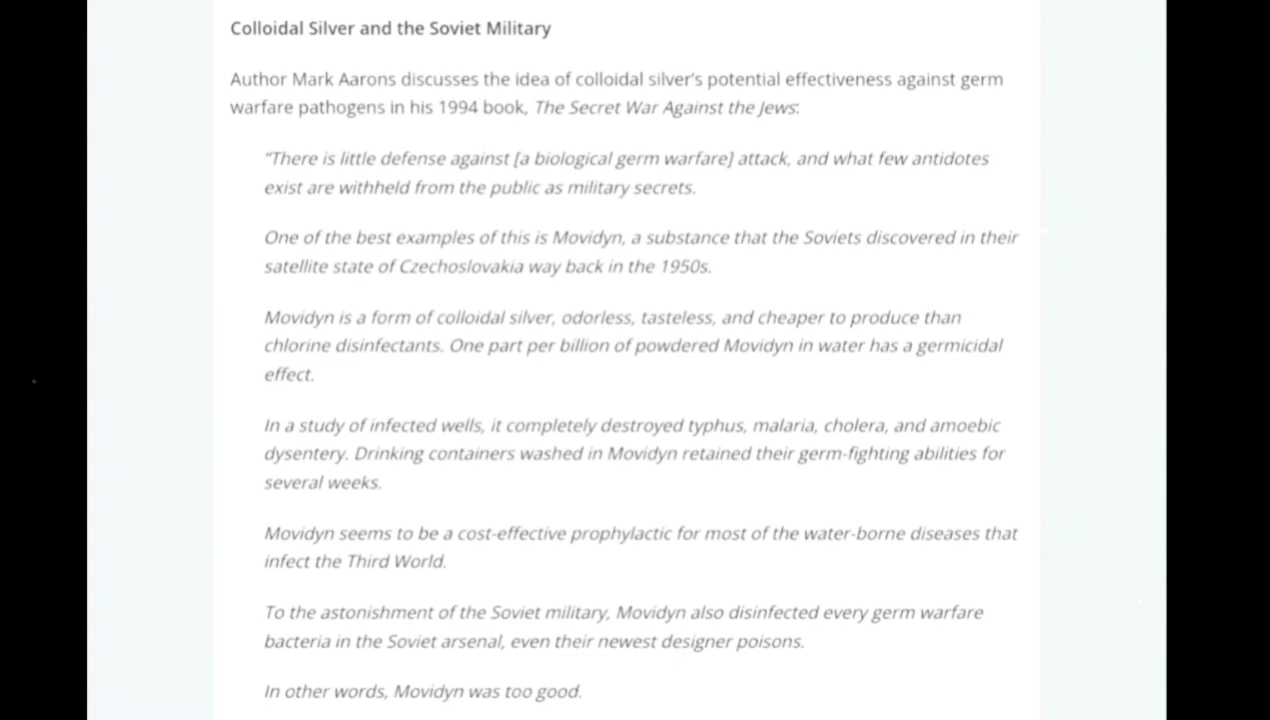 Colloidal Silver and the Soviet Military
Author Mark Aarons discusses the idea of colloidal silver's potential effectiveness against germ
warfare pathogens in his 1994 book, The Secret War Against the Jews:
"There is little defense against [a biological germ warfare] attack, and what few antidotes
exist are withheld from the public as military secrets.
One of the best examples of this is Movidyn, a substance that the Soviets discovered in their
satellite state of Czechoslovakia way back in the 1950s.
Movidyn is a form of colloidal silver, odorless, tasteless, and cheaper to produce than
chlorine disinfectants. One part per billion of powdered Movidyn in water has a germicidal
effect.
In a study of infected wells, it completely destroyed typhus, malaria, cholera, and amoebic
dysentery. Drinking containers washed in Movidyn retained their germ-fighting abilities for
several weeks.
Movidyn seems to be a cost-effective prophylactic for most of the water-borne diseases that
infect the Third World.
To the astonishment of the Soviet military, Movidyn also disinfected every germ warfare
bacteria in the Soviet arsenal, even their newest designer poisons.
In other words, Movidyn was too good.